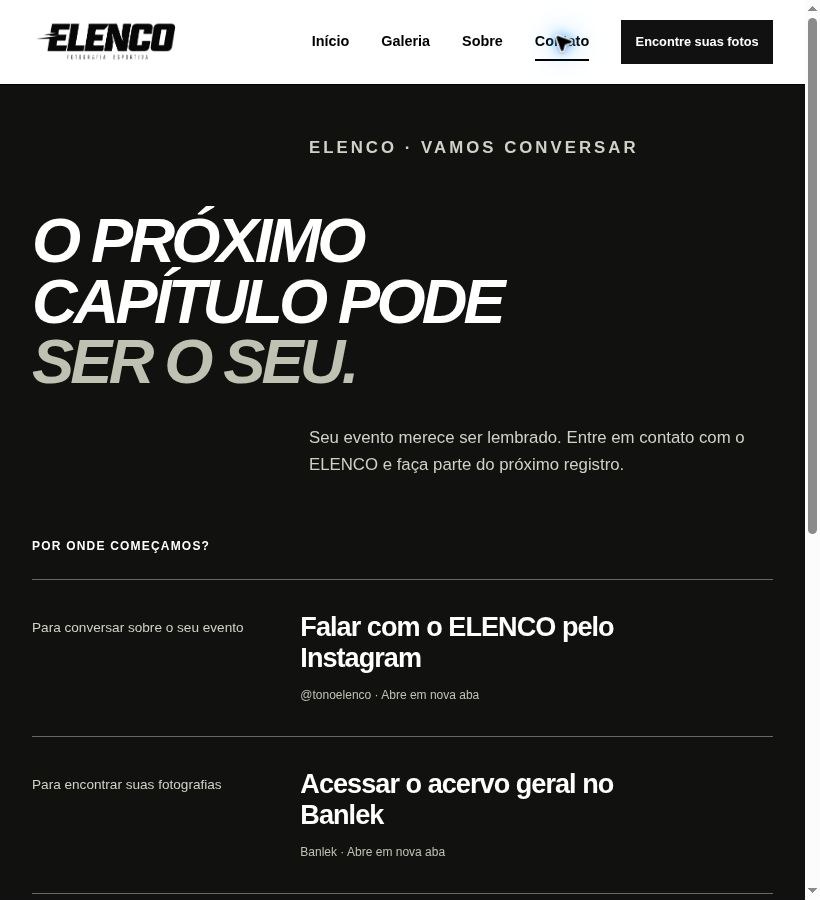 ELENCO
FOTOGRAFIA ESPORTIVA
Início
Galeria
Sobre
Contato
Encontre suas fotos
ELENCO · VAMOS CONVERSAR
O PRÓXIMO
CAPÍTULO PODE
SER O SEU.
Seu evento merece ser lembrado. Entre em contato com o
ELENCO e faça parte do próximo registro.
POR ONDE COMEÇAMOS?
Para conversar sobre o seu evento
Falar com o ELENCO pelo
Instagram
@tonoelenco · Abre em nova aba
Para encontrar suas fotografias
Acessar o acervo geral no
Banlek
Banlek · Abre em nova aba